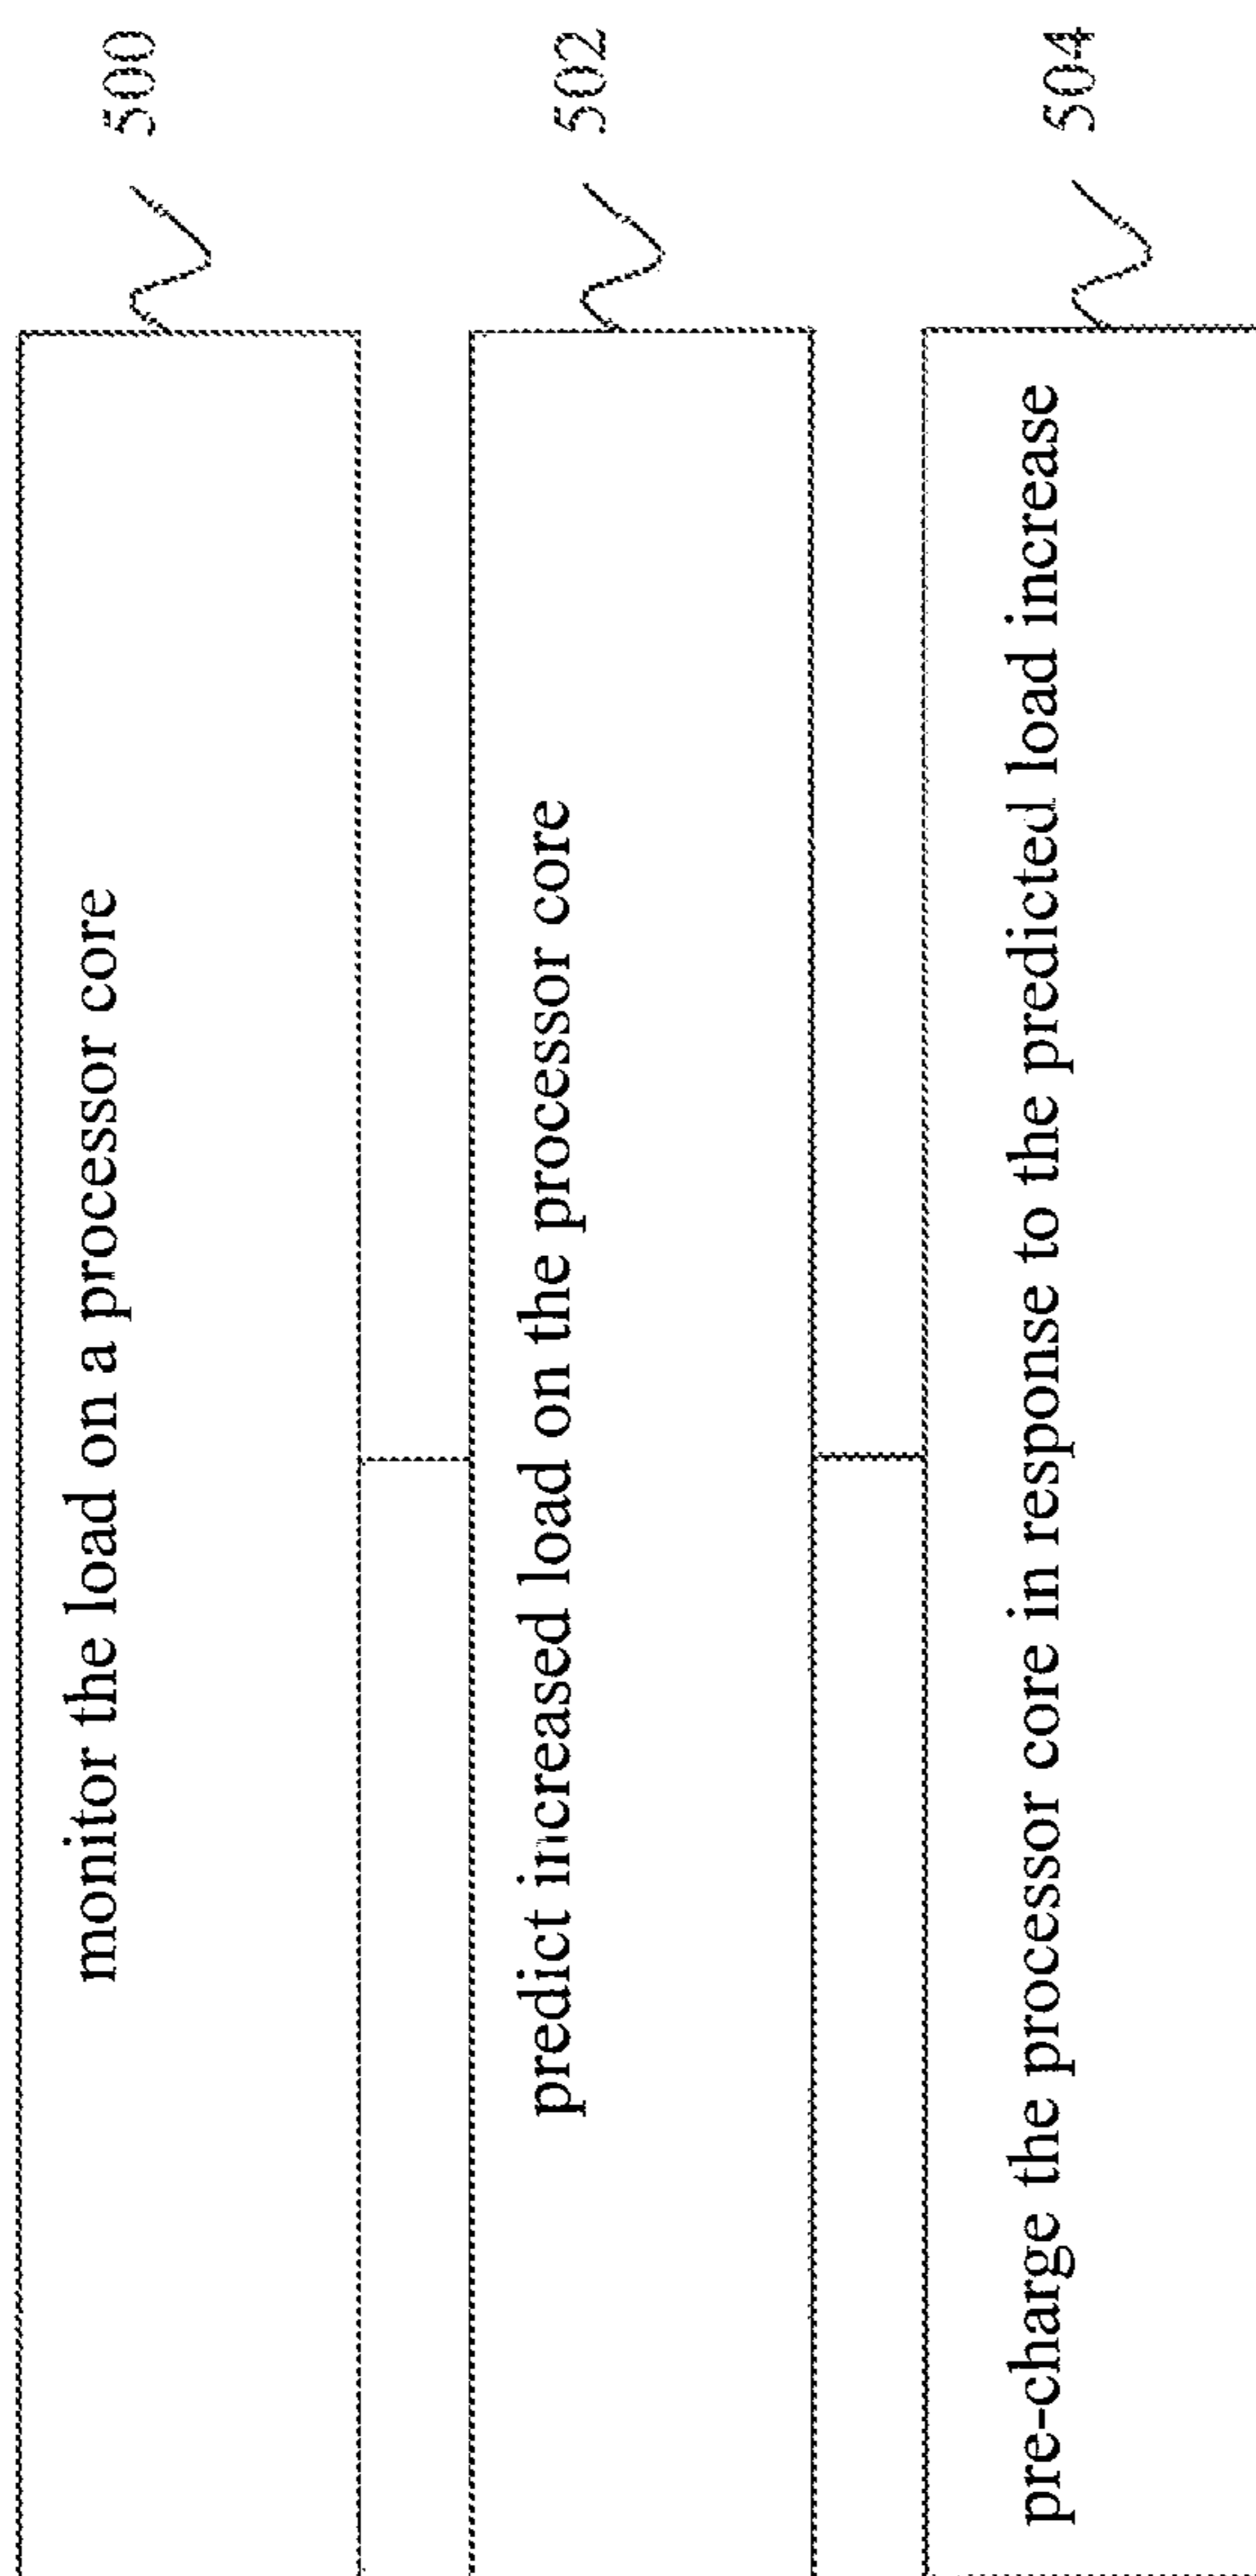 monitor the load on a processor core
500
predict increased load on the processor core
502
pre-charge the processor core in response to the predicted load increase
504